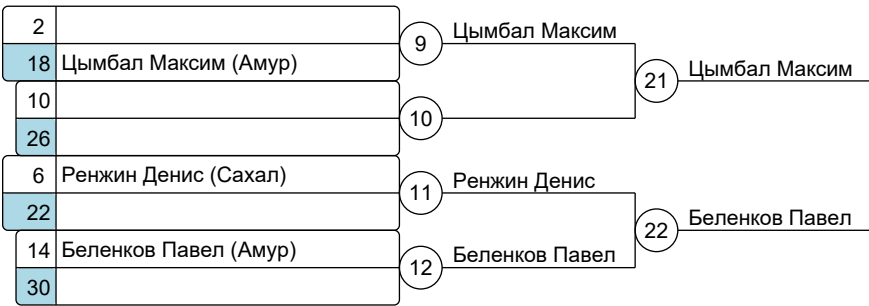 2
18 Цымбал Максим (Амур)
9
Цымбал Максим
10
26
10
21
Цымбал Максим
6 Ренжин Денис (Сахал)
22
11
Ренжин Денис
14 Беленков Павел (Амур)
30
12
Беленков Павел
22
Беленков Павел